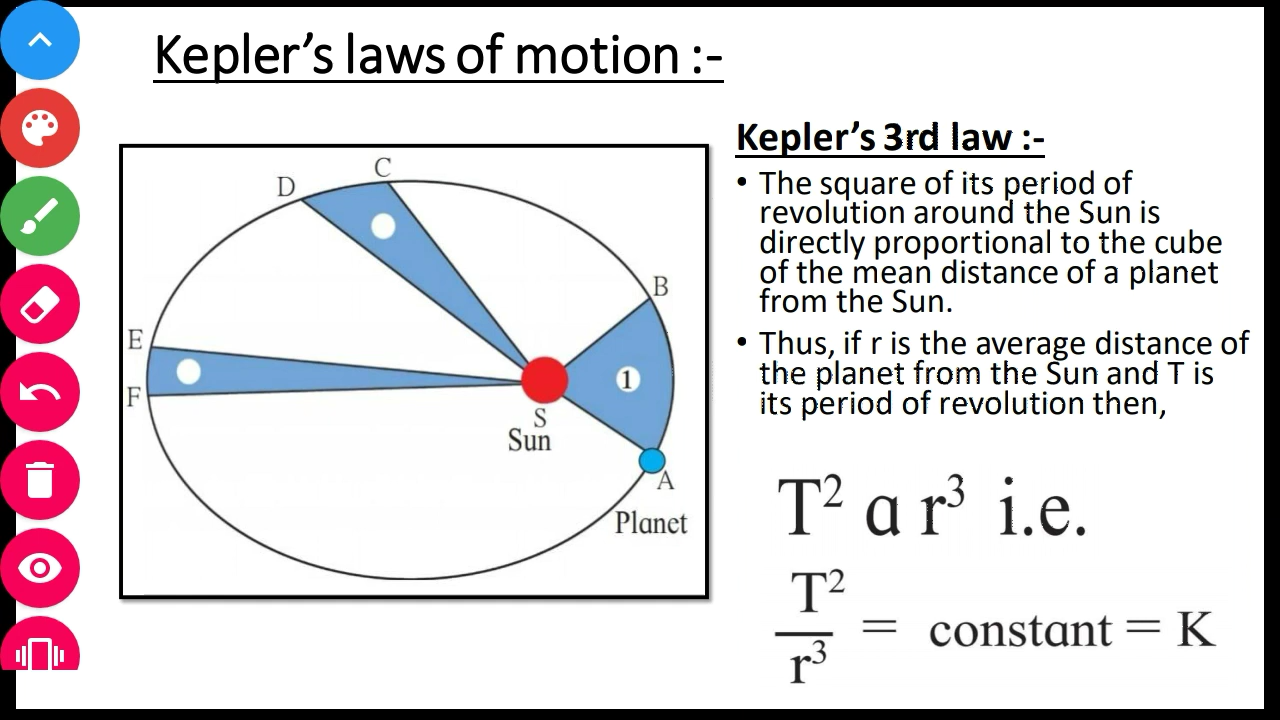 Kepler’s laws of motion :-
D
C
B
E
F
1
S
Sun
A
Planet
Kepler’s 3rd law :-
• The square of its period of
revolution around the Sun is
directly proportional to the cube
of the mean distance of a planet
from the Sun.
• Thus, if r is the average distance of
the planet from the Sun and T is
its period of revolution then,
T² a r³ i.e.
T²
r³
= constant = K